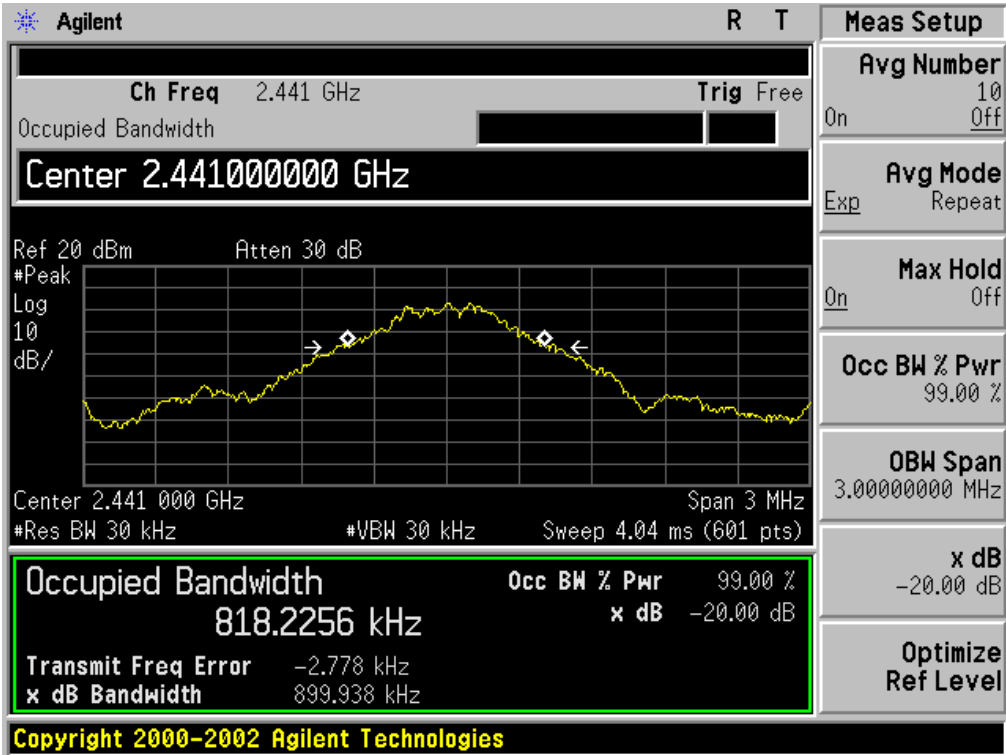 Agilent R T
Ch Freq 2.441 GHz Trig Free
Occupied Bandwidth
Center 2.441000000 GHz
Ref 20 dBm Atten 30 dB
#Peak
Log
10
dB/
Center 2.441 000 GHz Span 3 MHz
#Res BW 30 kHz #VBW 30 kHz Sweep 4.04 ms (601 pts)
Occupied Bandwidth Occ BW % Pwr 99.00 %
818.2256 kHz x dB -20.00 dB
Transmit Freq Error -2.778 kHz
x dB Bandwidth 899.938 kHz
Copyright 2000-2002 Agilent Technologies
Meas Setup
Avg Number
10
On Off
Avg Mode
Exp Repeat
Max Hold
On Off
Occ BW % Pwr
99.00 %
OBW Span
3.00000000 MHz
x dB
-20.00 dB
Optimize
Ref Level